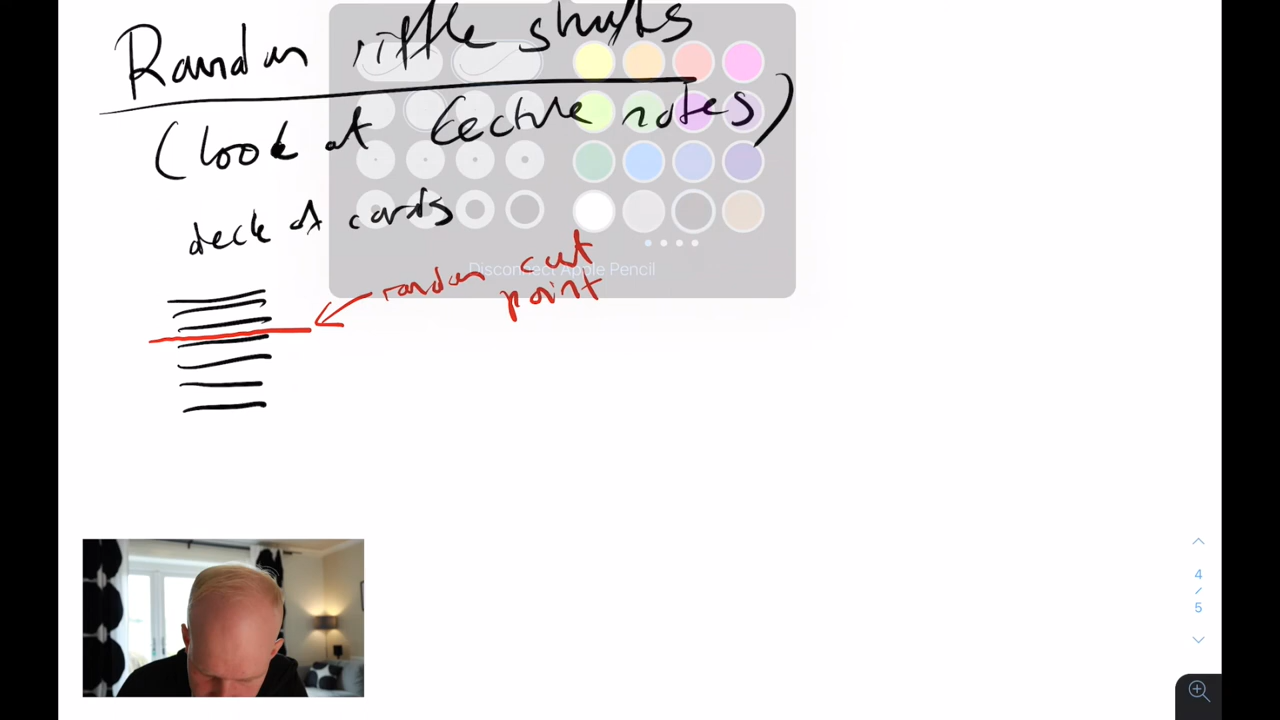 Random riffle shuffles
(look at lecture notes)
deck of cards
random cut
point
Disconnect Apple Pencil
4
/
5